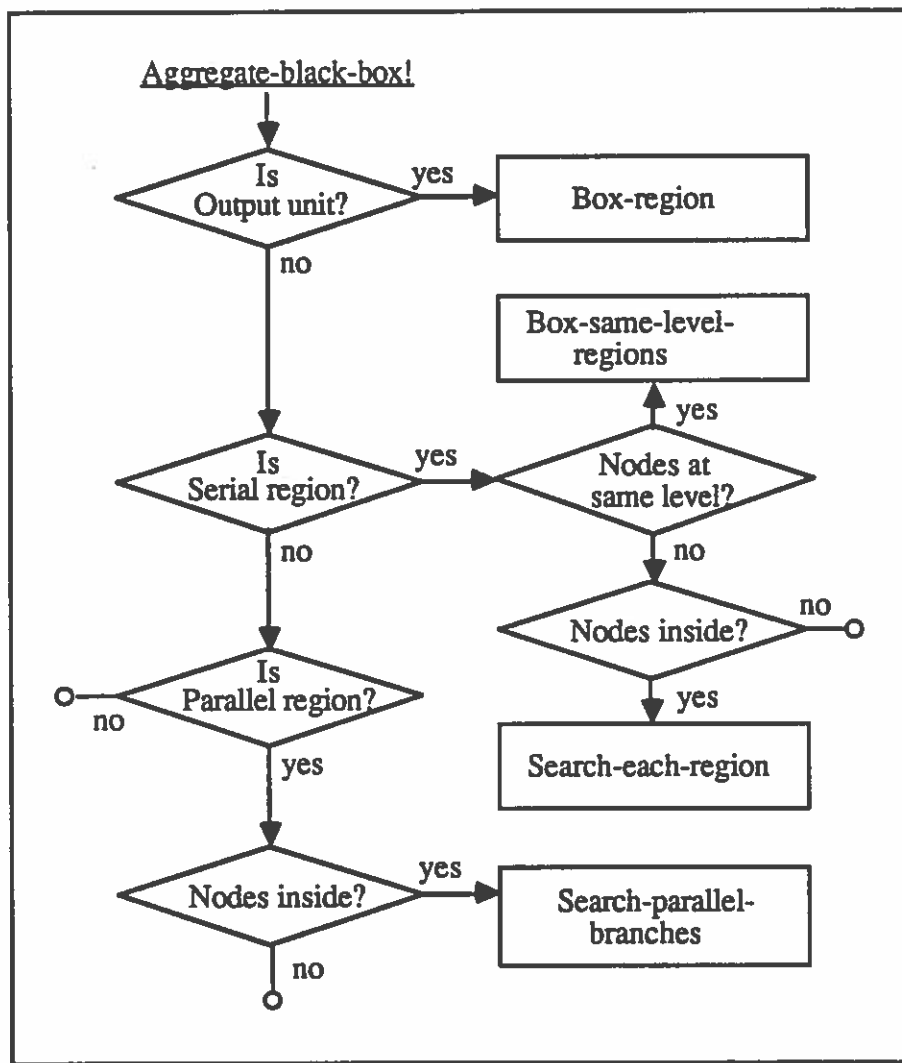 Aggregate-black-box!
Is
Output unit?
yes
Box-region
no
Box-same-level-
regions
yes
Is
Serial region?
yes
Nodes at
same level?
no
no
Nodes inside?
no
Is
Parallel region?
no
yes
Search-each-region
yes
Nodes inside?
yes
Search-parallel-
branches
no